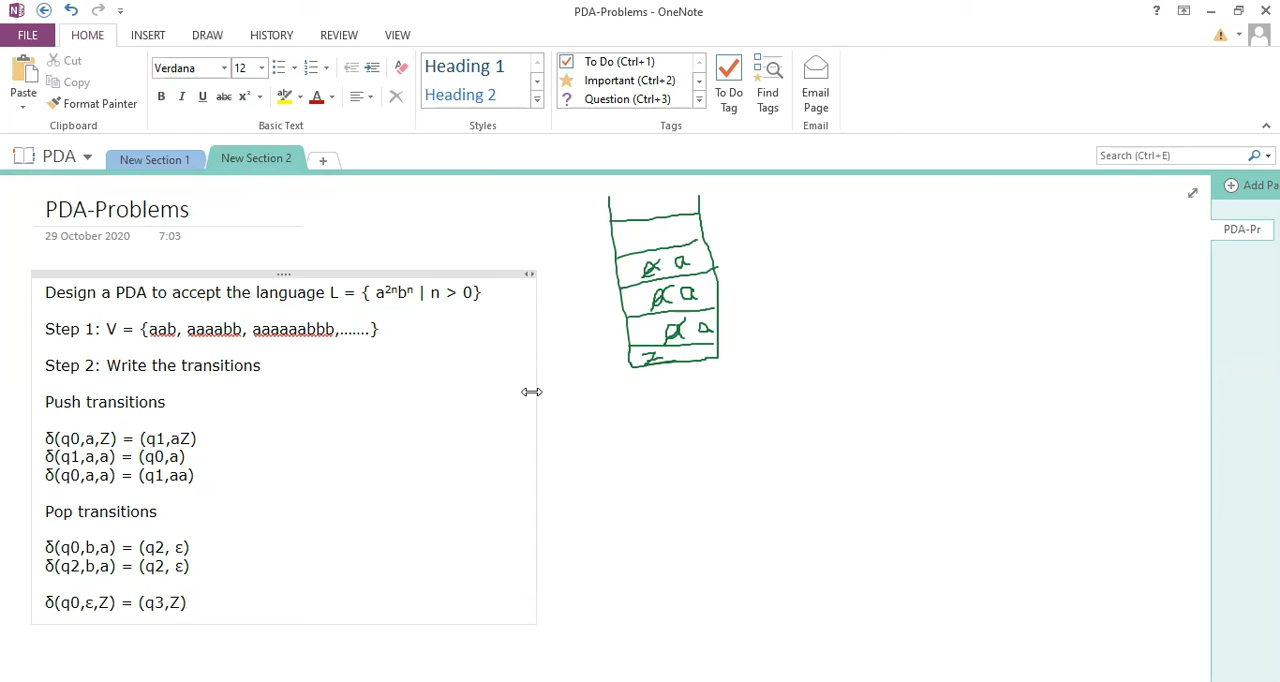 PDA-Problems - OneNote
FILE HOME INSERT DRAW HISTORY REVIEW VIEW
Paste
Cut
Copy
Format Painter
Clipboard
Verdana 12
B I U abc x²
A
Basic Text
Heading 1
Heading 2
Styles
To Do (Ctrl+1)
Important (Ctrl+2)
Question (Ctrl+3)
To Do Tag
Find Tags
Tags
Email Page
Email
PDA
New Section 1
New Section 2
Search (Ctrl+E)
Add Pa
PDA-Pr
PDA-Problems
29 October 2020 7:03
Design a PDA to accept the language L = { a²ⁿbⁿ | n > 0}
Step 1: V = {aab, aaaabb, aaaaaabbb,.......}
Step 2: Write the transitions
Push transitions
δ(q0,a,Z) = (q1,aZ)
δ(q1,a,a) = (q0,a)
δ(q0,a,a) = (q1,aa)
Pop transitions
δ(q0,b,a) = (q2, ε)
δ(q2,b,a) = (q2, ε)
δ(q0,ε,Z) = (q3,Z)
a a
a a
a a
Z